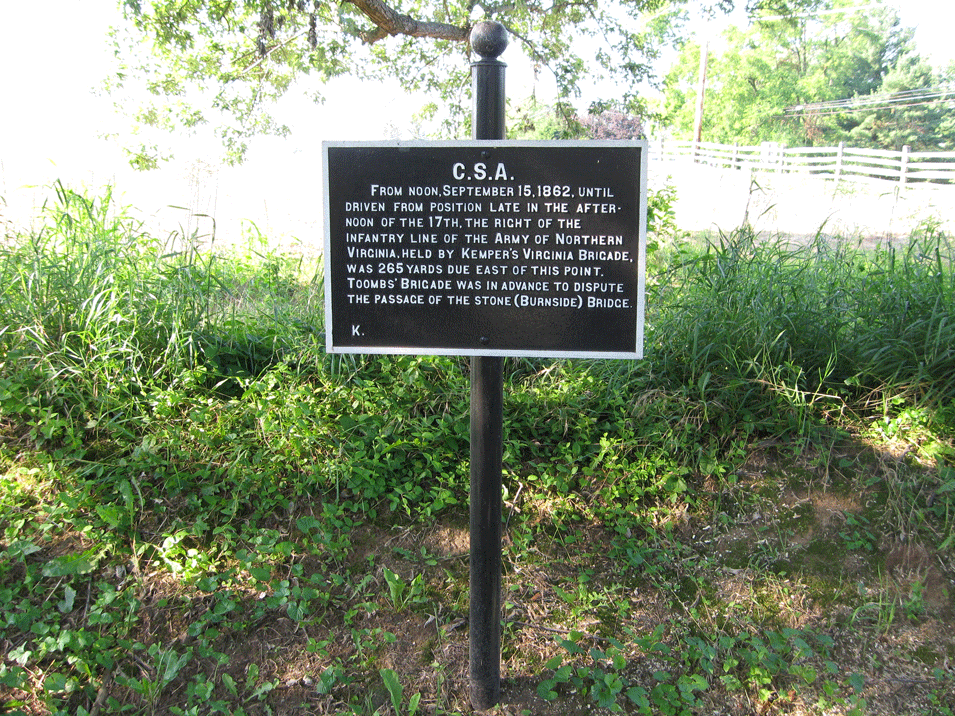 C.S.A.
FROM NOON, SEPTEMBER 15, 1862, UNTIL
DRIVEN FROM POSITION LATE IN THE AFTER-
NOON OF THE 17TH, THE RIGHT OF THE
INFANTRY LINE OF THE ARMY OF NORTHERN
VIRGINIA, HELD BY KEMPER'S VIRGINIA BRIGADE,
WAS 265 YARDS DUE EAST OF THIS POINT.
TOOMBS' BRIGADE WAS IN ADVANCE TO DISPUTE
THE PASSAGE OF THE STONE (BURNSIDE) BRIDGE.
K.